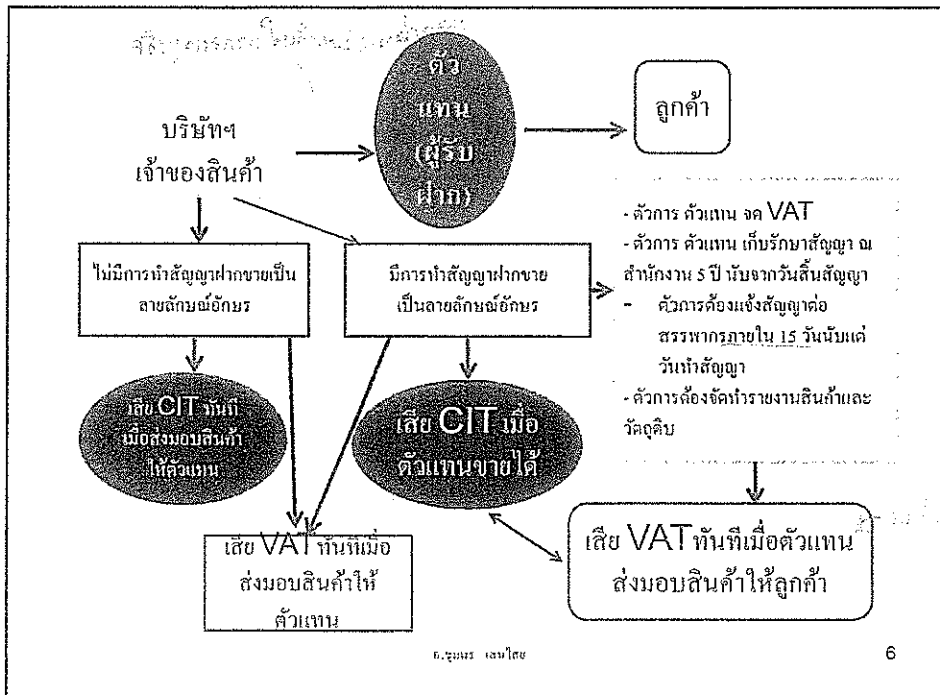 ตัว
แทน
(ผู้รับ
ฝาก)
ลูกค้า
บริษัทฯ
เจ้าของสินค้า
ไม่มีการทำสัญญาฝากขายเป็น
ลายลักษณ์อักษร
มีการทำสัญญาฝากขาย
เป็นลายลักษณ์อักษร
- ตัวการ ตัวแทน จด VAT
- ตัวการ ตัวแทน เก็บรักษาสัญญา ณ
สำนักงาน 5 ปี นับจากวันสิ้นสัญญา
- ตัวการต้องแจ้งสัญญาต่อ
สรรพากรภายใน 15 วันนับแต่
วันทำสัญญา
- ตัวการต้องจัดทำรายงานสินค้าและ
วัตถุดิบ
เสีย CIT ทันที
เมื่อส่งมอบสินค้า
ให้ตัวแทน
เสีย CIT เมื่อ
ตัวแทนขายได้
เสีย VAT ทันทีเมื่อ
ส่งมอบสินค้าให้
ตัวแทน
เสีย VAT ทันทีเมื่อตัวแทน
ส่งมอบสินค้าให้ลูกค้า
6